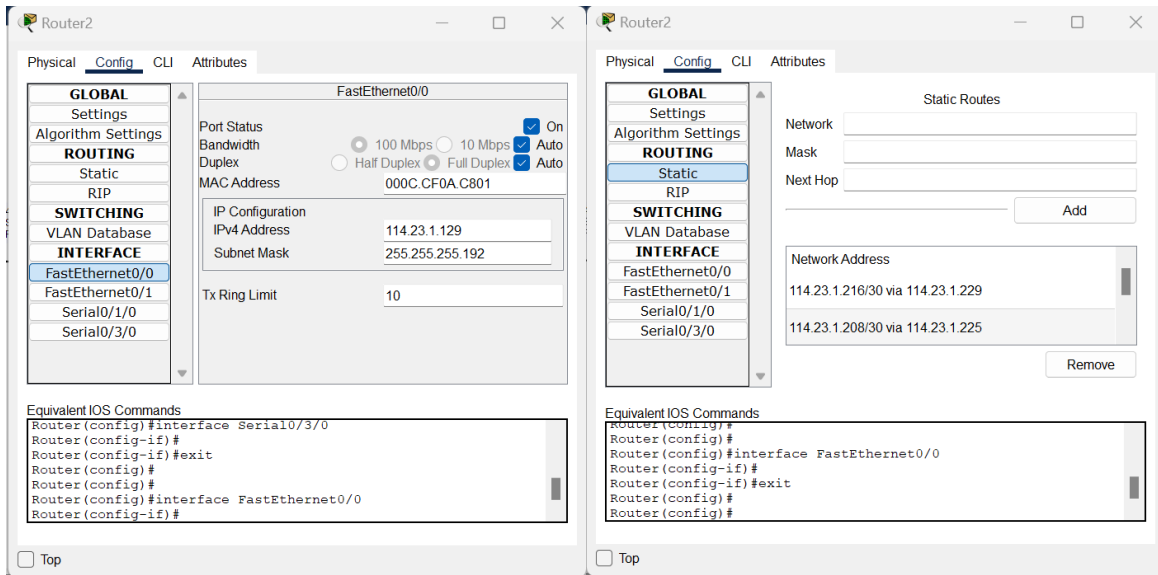 Router2
Physical Config CLI Attributes
GLOBAL
Settings
Algorithm Settings
ROUTING
Static
RIP
SWITCHING
VLAN Database
INTERFACE
FastEthernet0/0
FastEthernet0/1
Serial0/1/0
Serial0/3/0
FastEthernet0/0
Port Status On
Bandwidth 100 Mbps 10 Mbps Auto
Duplex Half Duplex Full Duplex Auto
MAC Address 000C.CF0A.C801
IP Configuration
IPv4 Address 114.23.1.129
Subnet Mask 255.255.255.192
Tx Ring Limit 10
Equivalent IOS Commands
Router(config)#interface Serial0/3/0
Router(config-if)#
Router(config-if)#exit
Router(config)#
Router(config)#
Router(config)#interface FastEthernet0/0
Router(config-if)#
Top
Router2
Physical Config CLI Attributes
GLOBAL
Settings
Algorithm Settings
ROUTING
Static
RIP
SWITCHING
VLAN Database
INTERFACE
FastEthernet0/0
FastEthernet0/1
Serial0/1/0
Serial0/3/0
Static Routes
Network
Mask
Next Hop
Add
Network Address
114.23.1.216/30 via 114.23.1.229
114.23.1.208/30 via 114.23.1.225
Remove
Equivalent IOS Commands
Router(config)#
Router(config)#
Router(config)#interface FastEthernet0/0
Router(config-if)#
Router(config-if)#exit
Router(config)#
Router(config)#
Top